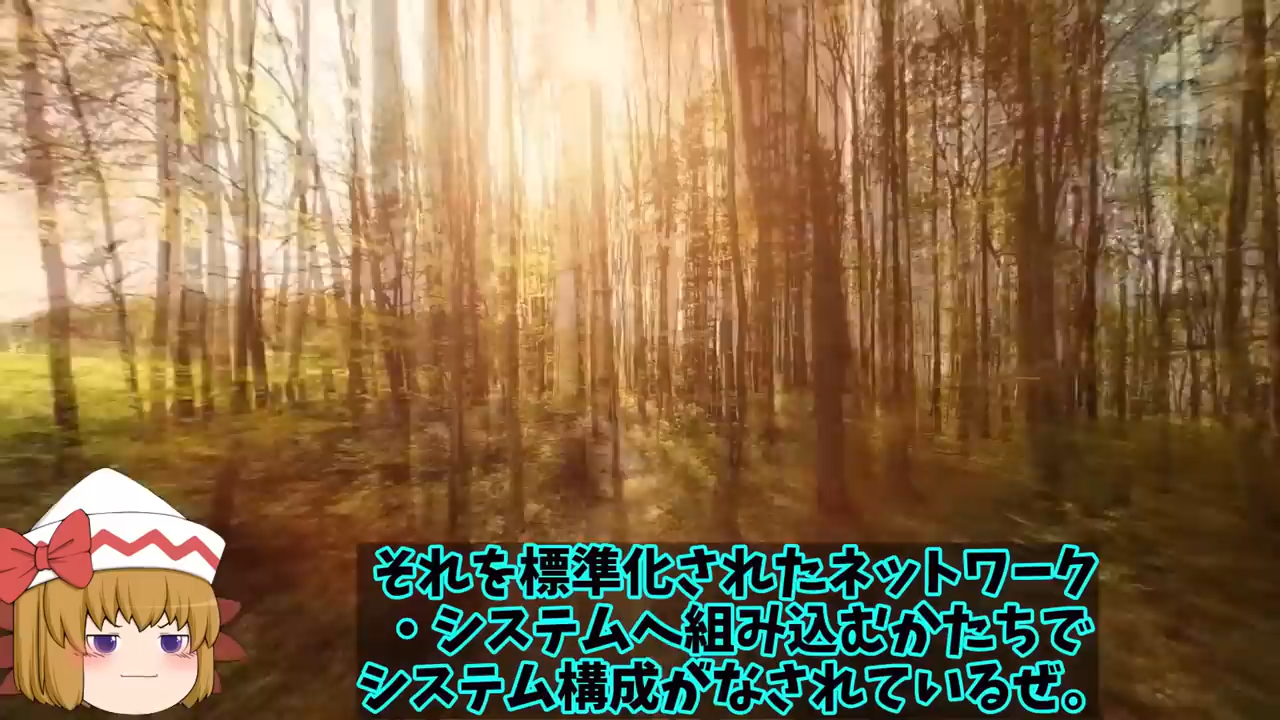 それを標準化されたネットワーク
・システムへ組み込むかたちで
システム構成がなされているぜ。